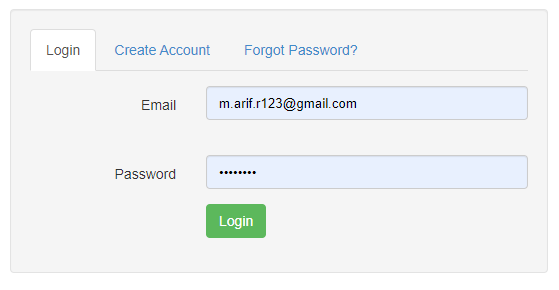 Login Create Account Forgot Password?
Email m.arif.r123@gmail.com
Password ••••••••
Login